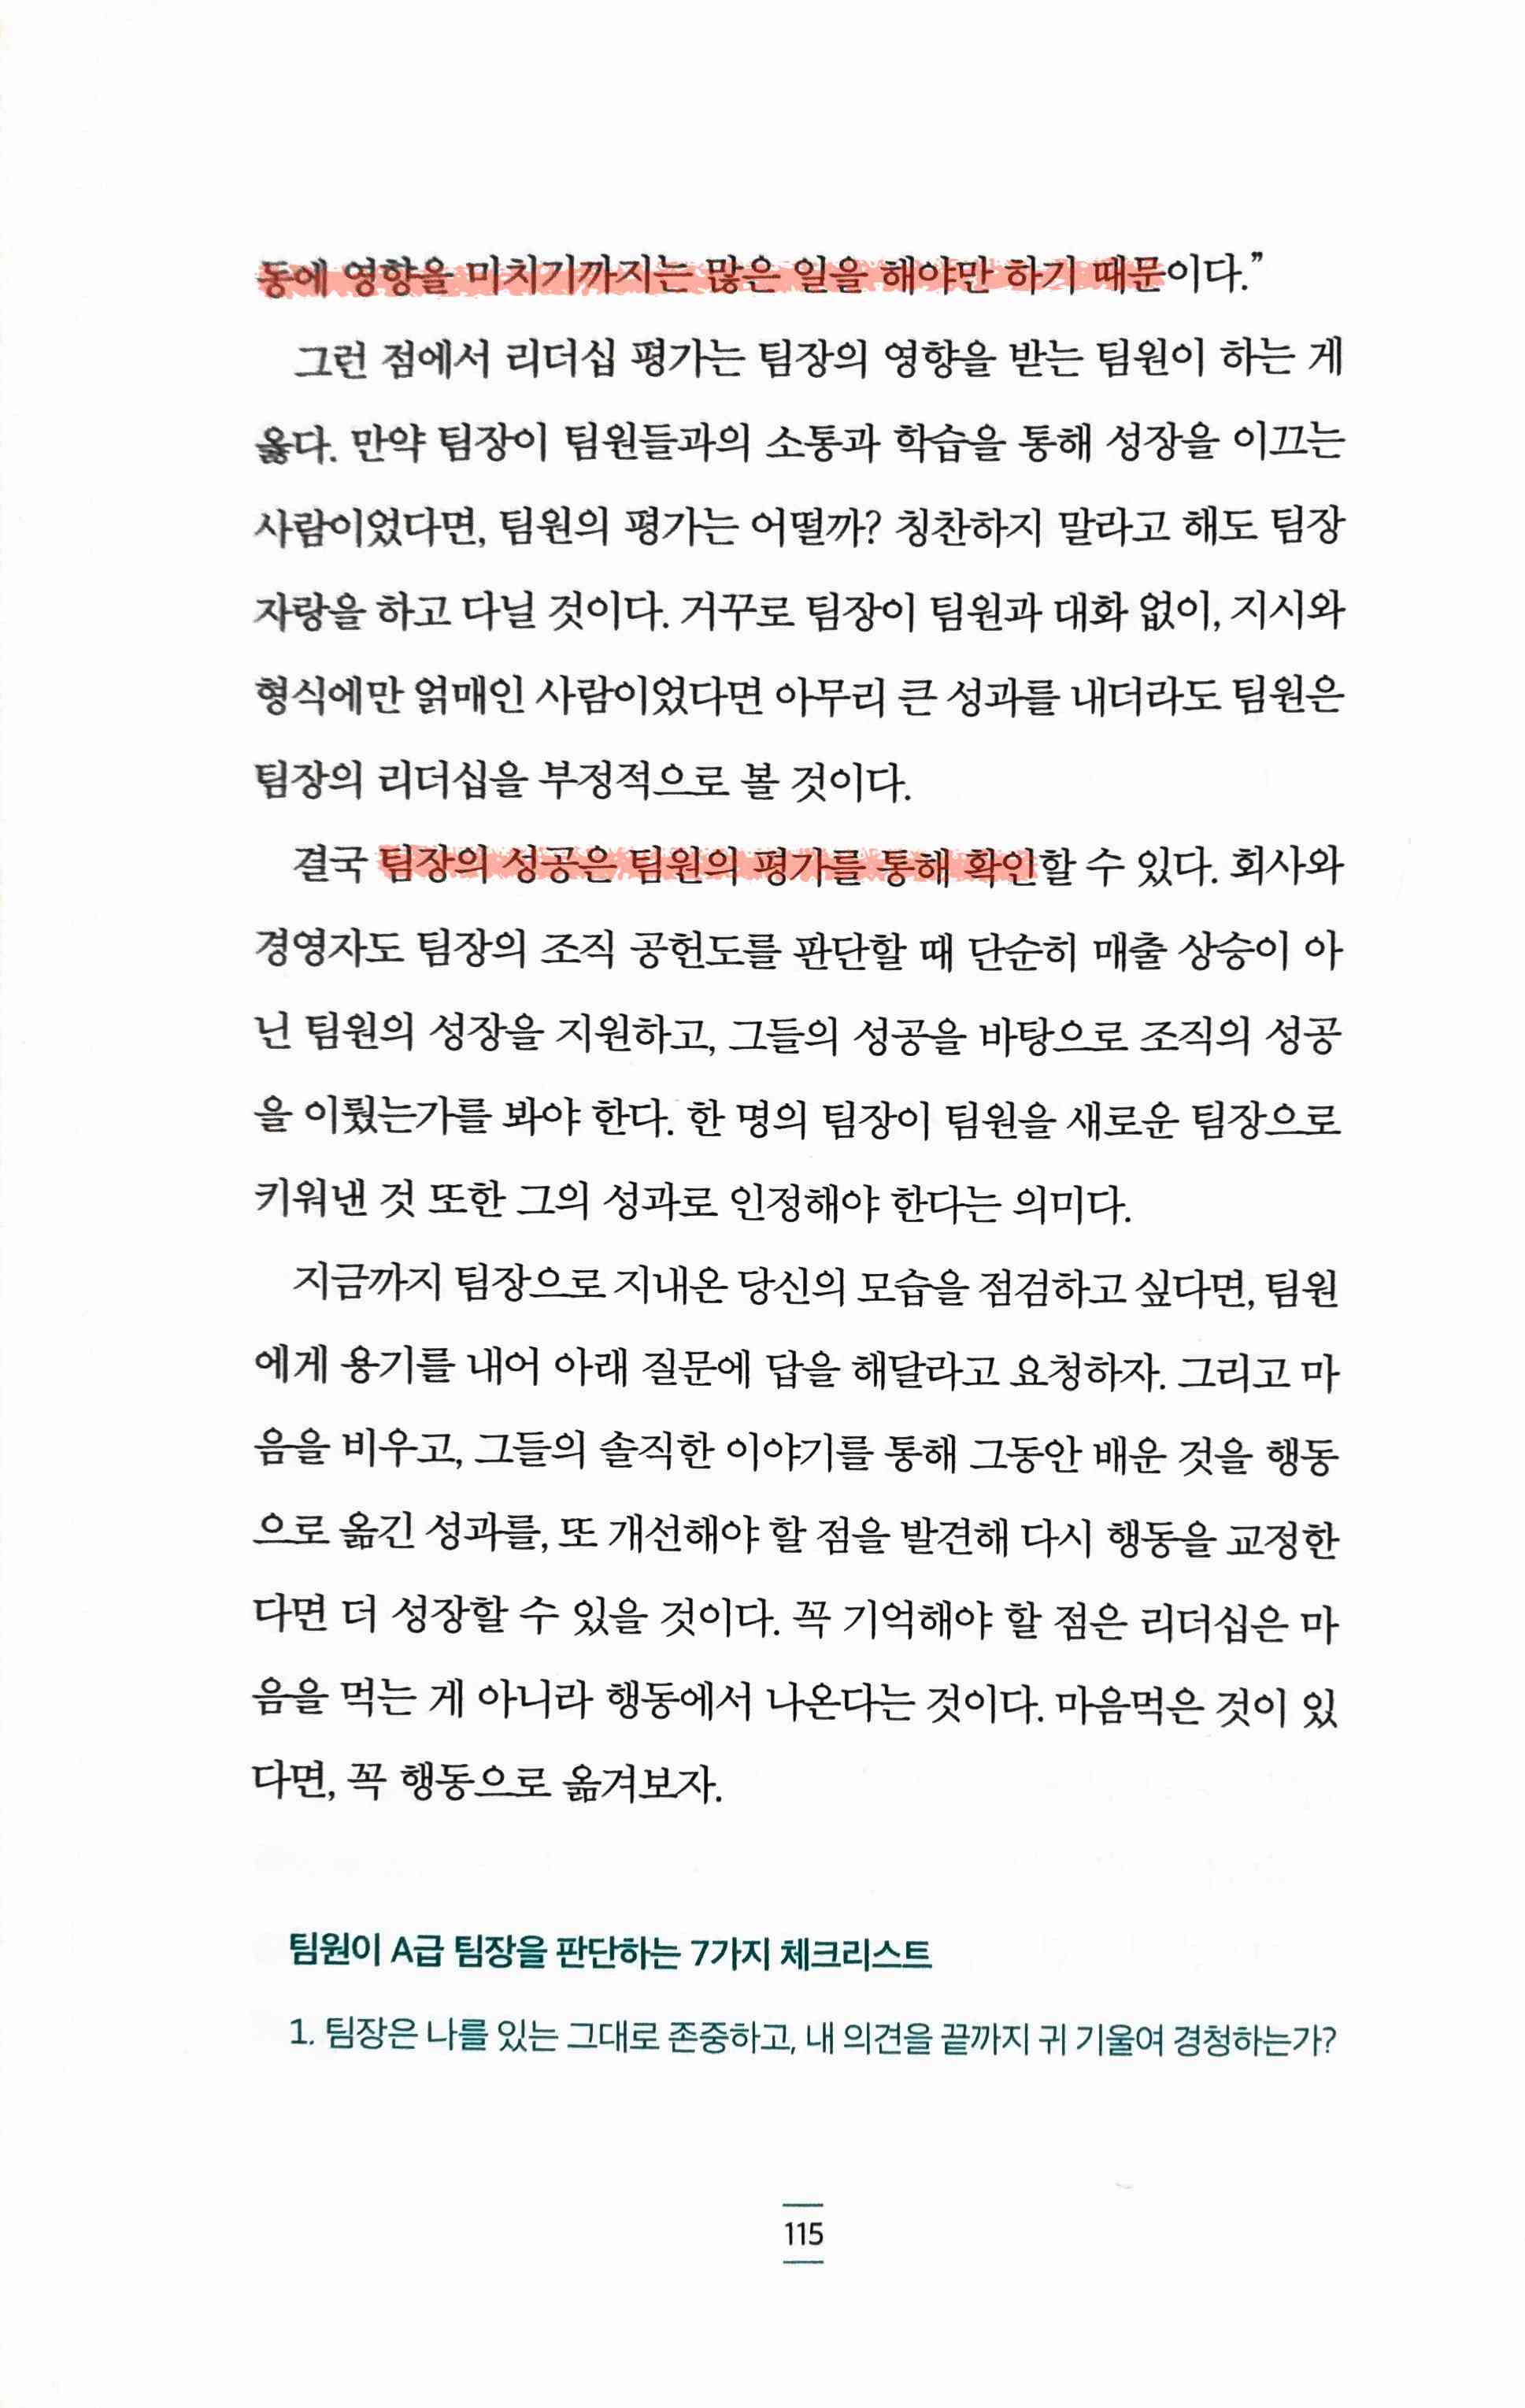 동에 영향을 미치기까지는 많은 일을 해야만 하기 때문이다.”
그런 점에서 리더십 평가는 팀장의 영향을 받는 팀원이 하는 게
옳다. 만약 팀장이 팀원들과의 소통과 학습을 통해 성장을 이끄는
사람이었다면, 팀원의 평가는 어떨까? 칭찬하지 말라고 해도 팀장
자랑을 하고 다닐 것이다. 거꾸로 팀장이 팀원과 대화 없이, 지시와
형식에만 얽매인 사람이었다면 아무리 큰 성과를 내더라도 팀원은
팀장의 리더십을 부정적으로 볼 것이다.
결국 팀장의 성공은 팀원의 평가를 통해 확인할 수 있다. 회사와
경영자도 팀장의 조직 공헌도를 판단할 때 단순히 매출 상승이 아
닌 팀원의 성장을 지원하고, 그들의 성공을 바탕으로 조직의 성공
을 이뤘는가를 봐야 한다. 한 명의 팀장이 팀원을 새로운 팀장으로
키워낸 것 또한 그의 성과로 인정해야 한다는 의미다.
지금까지 팀장으로 지내온 당신의 모습을 점검하고 싶다면, 팀원
에게 용기를 내어 아래 질문에 답을 해달라고 요청하자. 그리고 마
음을 비우고, 그들의 솔직한 이야기를 통해 그동안 배운 것을 행동
으로 옮긴 성과를, 또 개선해야 할 점을 발견해 다시 행동을 교정한
다면 더 성장할 수 있을 것이다. 꼭 기억해야 할 점은 리더십은 마
음을 먹는 게 아니라 행동에서 나온다는 것이다. 마음먹은 것이 있
다면, 꼭 행동으로 옮겨보자.
팀원이 A급 팀장을 판단하는 7가지 체크리스트
1. 팀장은 나를 있는 그대로 존중하고, 내 의견을 끝까지 귀 기울여 경청하는가?
115